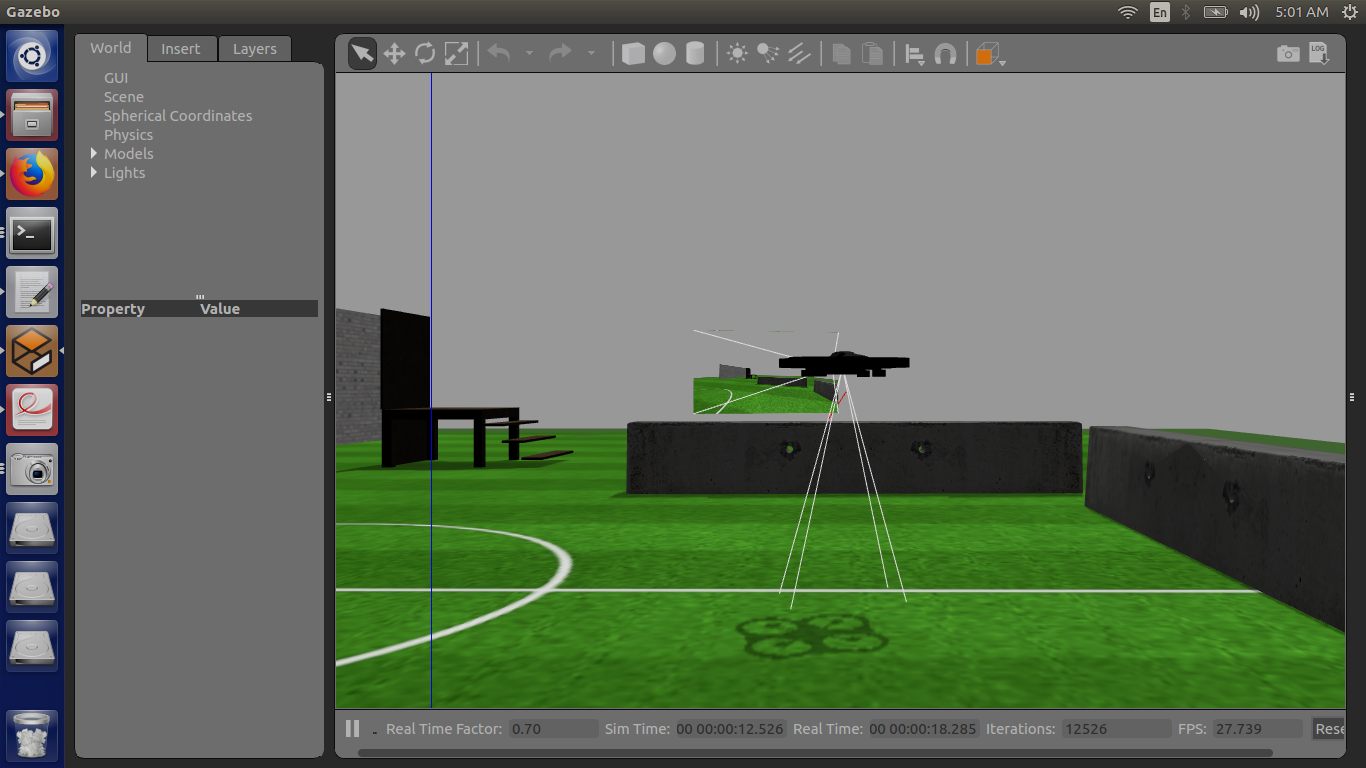 Gazebo
En
5:01 AM
World Insert Layers
LOG
GUI
Scene
Spherical Coordinates
Physics
Models
Lights
Property Value
Real Time Factor: 0.70 Sim Time: 00 00:00:12.526 Real Time: 00 00:00:18.285 Iterations: 12526 FPS: 27.739 Rese